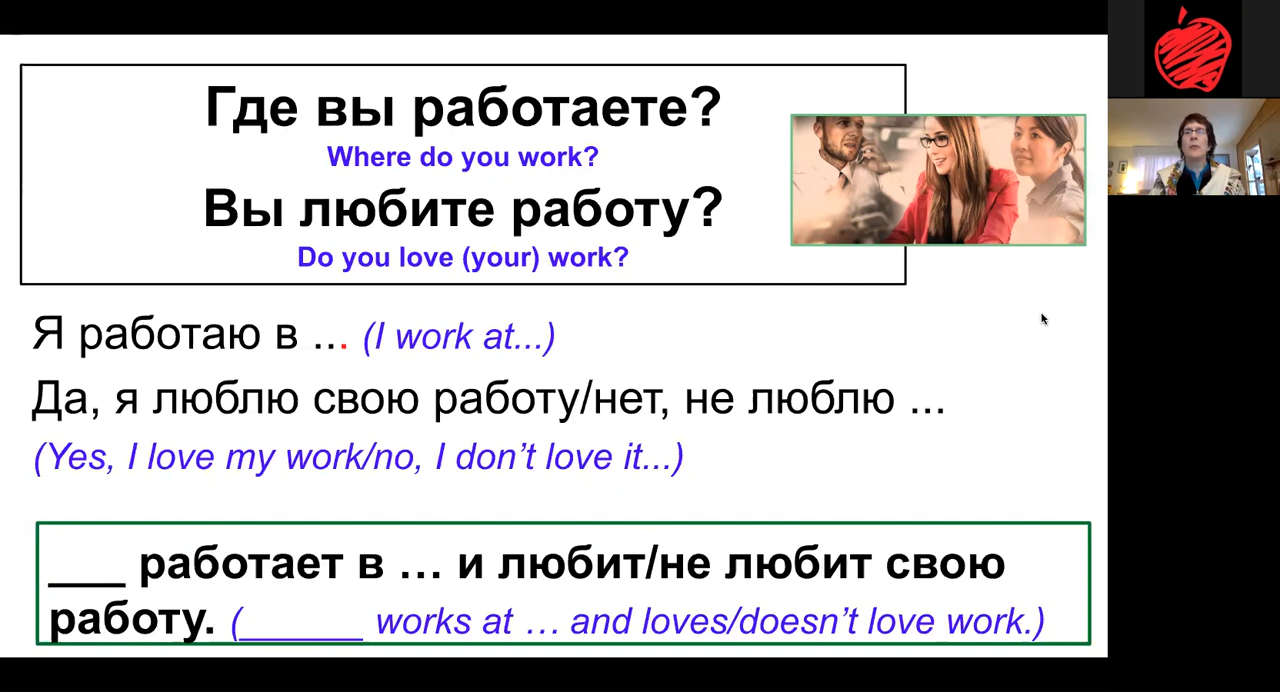 Где вы работаете?
Where do you work?
Вы любите работу?
Do you love (your) work?
Я работаю в ... (I work at...)
Да, я люблю свою работу/нет, не люблю ...
(Yes, I love my work/no, I don’t love it...)
___ работает в … и любит/не любит свою
работу. (______ works at … and loves/doesn’t love work.)